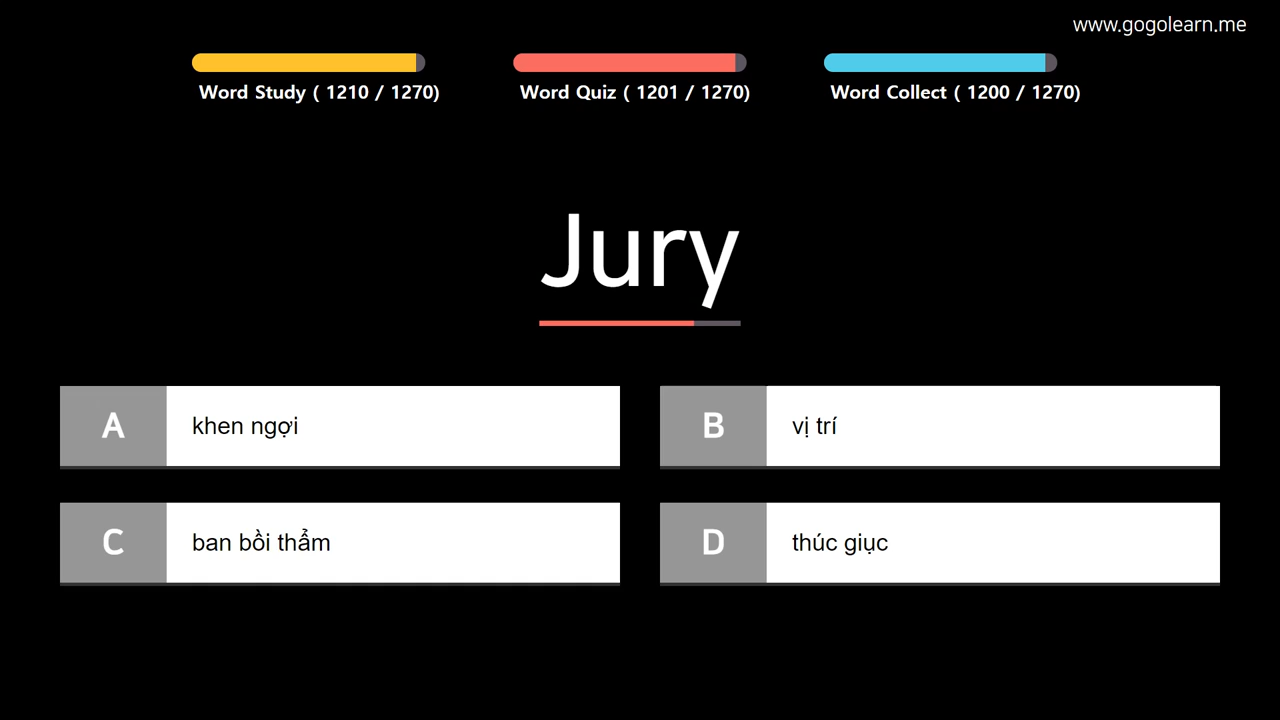 www.gogolearn.me
Word Study ( 1210 / 1270)
Word Quiz ( 1201 / 1270)
Word Collect ( 1200 / 1270)
Jury
A khen ngợi
B vị trí
C ban bồi thẩm
D thúc giục